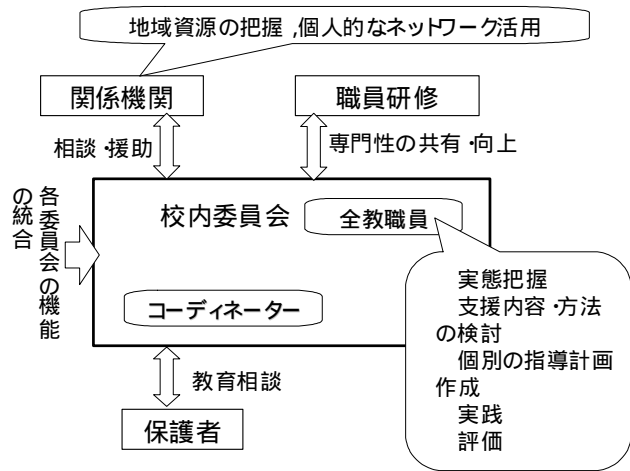 地域資源の把握,個人的なネットワーク活用
関係機関
職員研修
相談・援助
専門性の共有・向上
各委員会の機能
の統合
校内委員会
全教職員
コーディネーター
実態把握
支援内容・方法
の検討
個別の指導計画
作成
実践
評価
教育相談
保護者